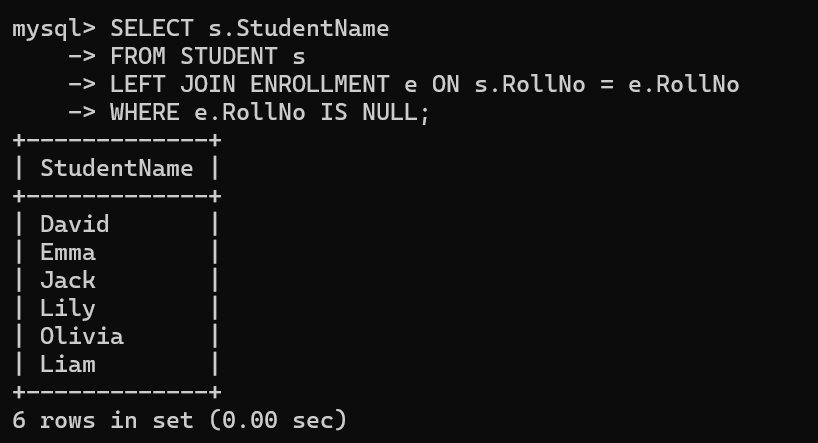 mysql> SELECT s.StudentName
    -> FROM STUDENT s
    -> LEFT JOIN ENROLLMENT e ON s.RollNo = e.RollNo
    -> WHERE e.RollNo IS NULL;
+-------------+
| StudentName |
+-------------+
| David       |
| Emma        |
| Jack        |
| Lily        |
| Olivia      |
| Liam        |
+-------------+
6 rows in set (0.00 sec)